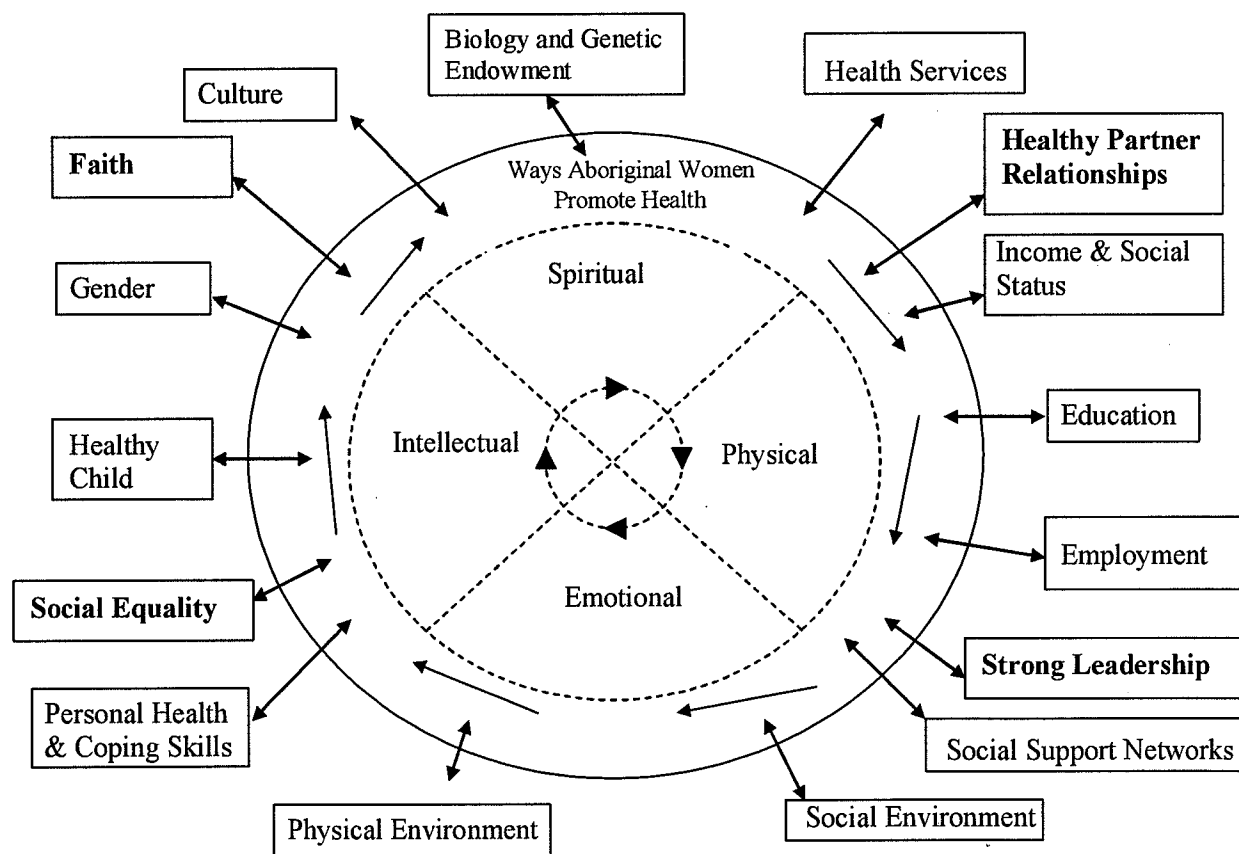 Biology and Genetic
Endowment
Health Services
Culture
Healthy Partner
Relationships
Faith
Ways Aboriginal Women
Promote Health
Income & Social
Status
Gender
Spiritual
Education
Healthy
Child
Intellectual
Physical
Employment
Social Equality
Emotional
Strong Leadership
Personal Health
& Coping Skills
Social Support Networks
Physical Environment
Social Environment